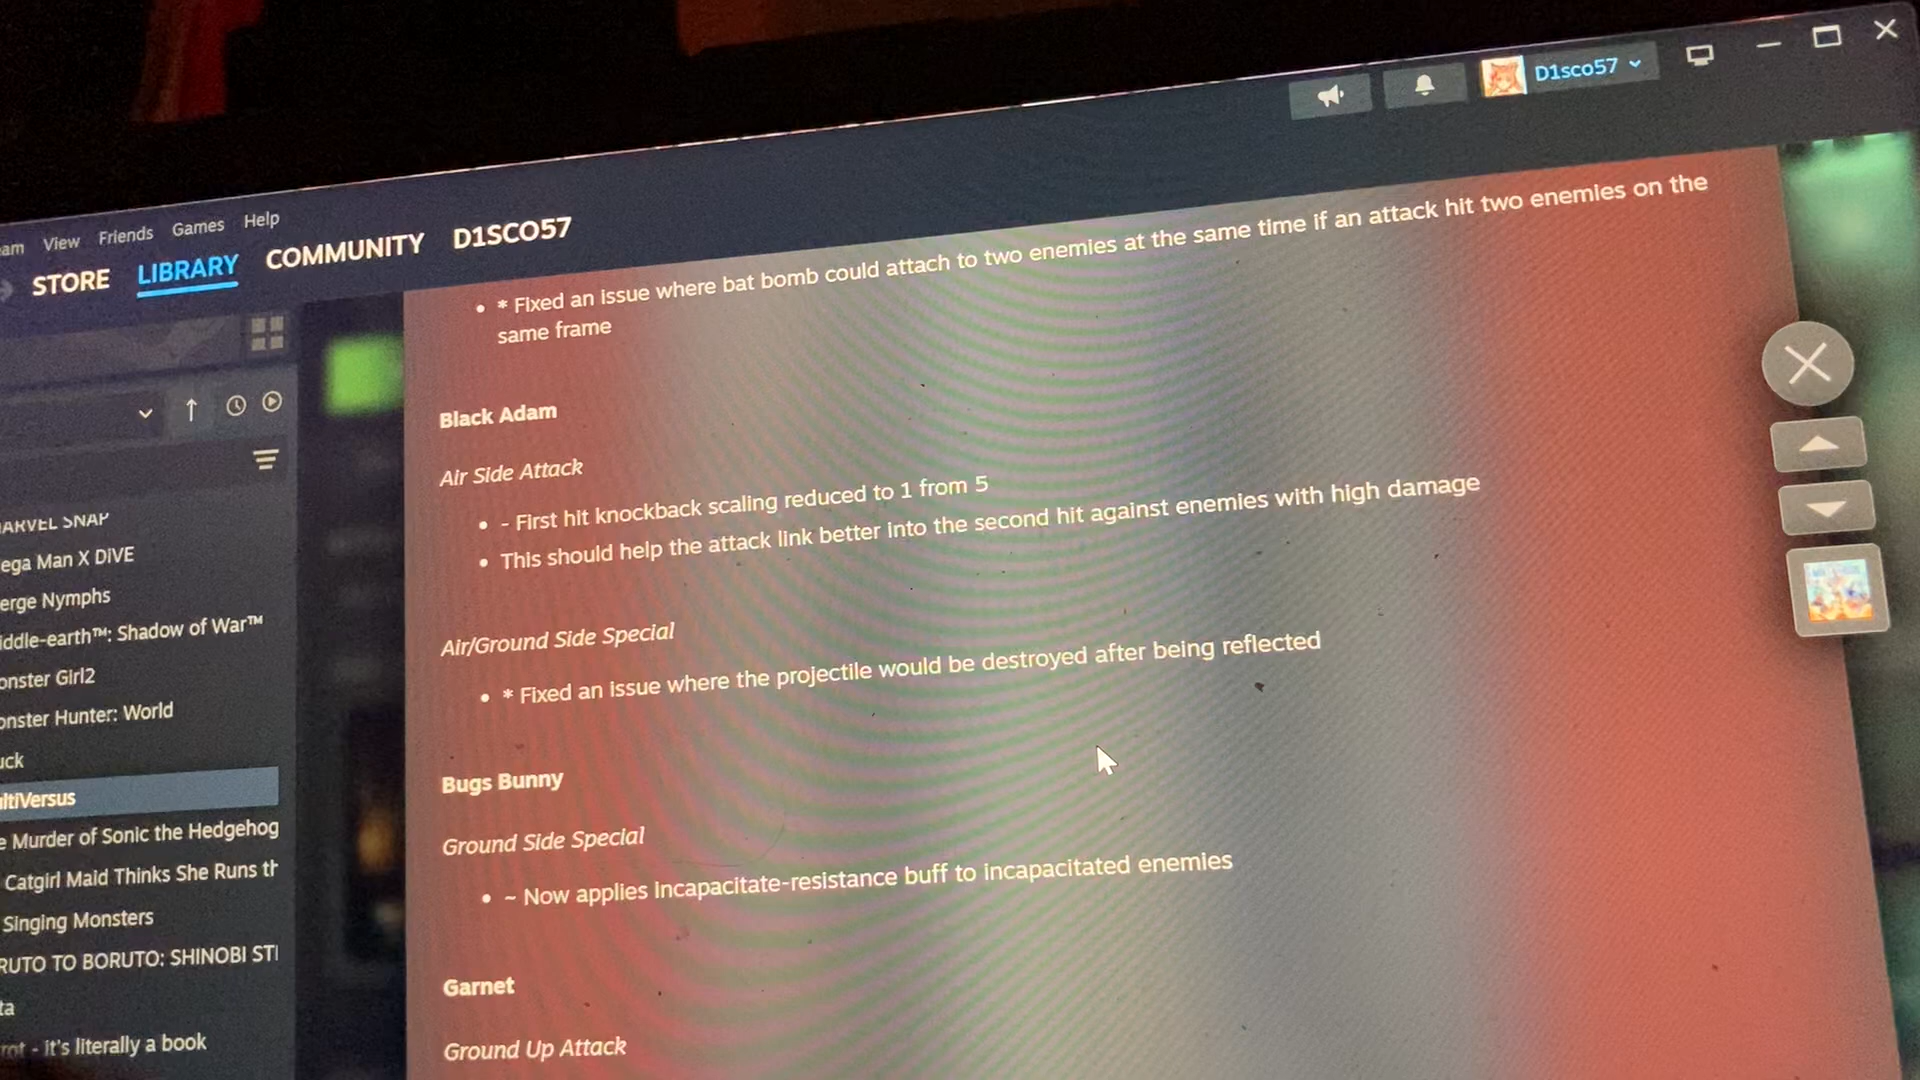 am View Friends Games Help
D1sco57
STORE LIBRARY COMMUNITY D1SCO57
* Fixed an issue where bat bomb could attach to two enemies at the same time if an attack hit two enemies on the
same frame
Black Adam
Air Side Attack
- First hit knockback scaling reduced to 1 from 5
This should help the attack link better into the second hit against enemies with high damage
Air/Ground Side Special
* Fixed an issue where the projectile would be destroyed after being reflected
Bugs Bunny
Ground Side Special
~ Now applies Incapacitate-resistance buff to incapacitated enemies
Garnet
Ground Up Attack
ARVEL SNAP
ega Man X DiVE
erge Nymphs
iddle-earth™: Shadow of War™
onster Girl2
onster Hunter: World
uck
ltiVersus
e Murder of Sonic the Hedgehog
Catgirl Maid Thinks She Runs th
Singing Monsters
RUTO TO BORUTO: SHINOBI STI
ta
rot - it's literally a book